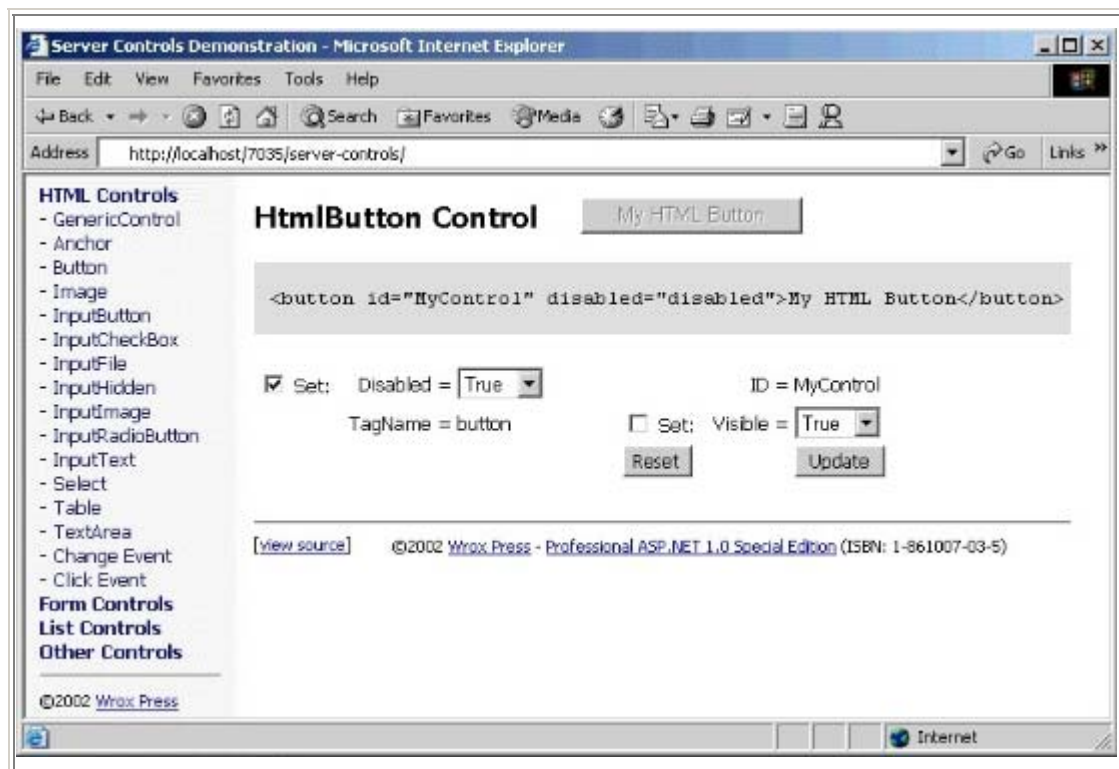 Server Controls Demonstration - Microsoft Internet Explorer
File Edit View Favorites Tools Help
Back Search Favorites Media
Address http://localhost/7035/server-controls/ Go Links »
HTML Controls
- GenericControl
- Anchor
- Button
- Image
- InputButton
- InputCheckBox
- InputFile
- InputHidden
- InputImage
- InputRadioButton
- InputText
- Select
- Table
- TextArea
- Change Event
- Click Event
Form Controls
List Controls
Other Controls
©2002 Wrox Press
HtmlButton Control My HTML Button
<button id="MyControl" disabled="disabled">My HTML Button</button>
Set: Disabled = True ID = MyControl
TagName = button Set: Visible = True
Reset Update
[view source] ©2002 Wrox Press - Professional ASP.NET 1.0 Special Edition (ISBN: 1-861007-03-5)
Internet